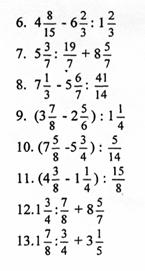 6. 4 8/15 - 6 2/3 : 1 2/3
7. 5 3/7 : 19/7 + 8 5/7
8. 7 1/3 - 5 6/7 : 41/14
9. (3 7/8 - 2 5/6) : 1 1/4
10. (7 5/8 - 5 3/4) : 5/14
11. (4 3/8 - 1 1/4) : 15/8
12. 1 3/4 : 7/8 + 8 5/7
13. 1 7/8 : 3/4 + 3 1/5